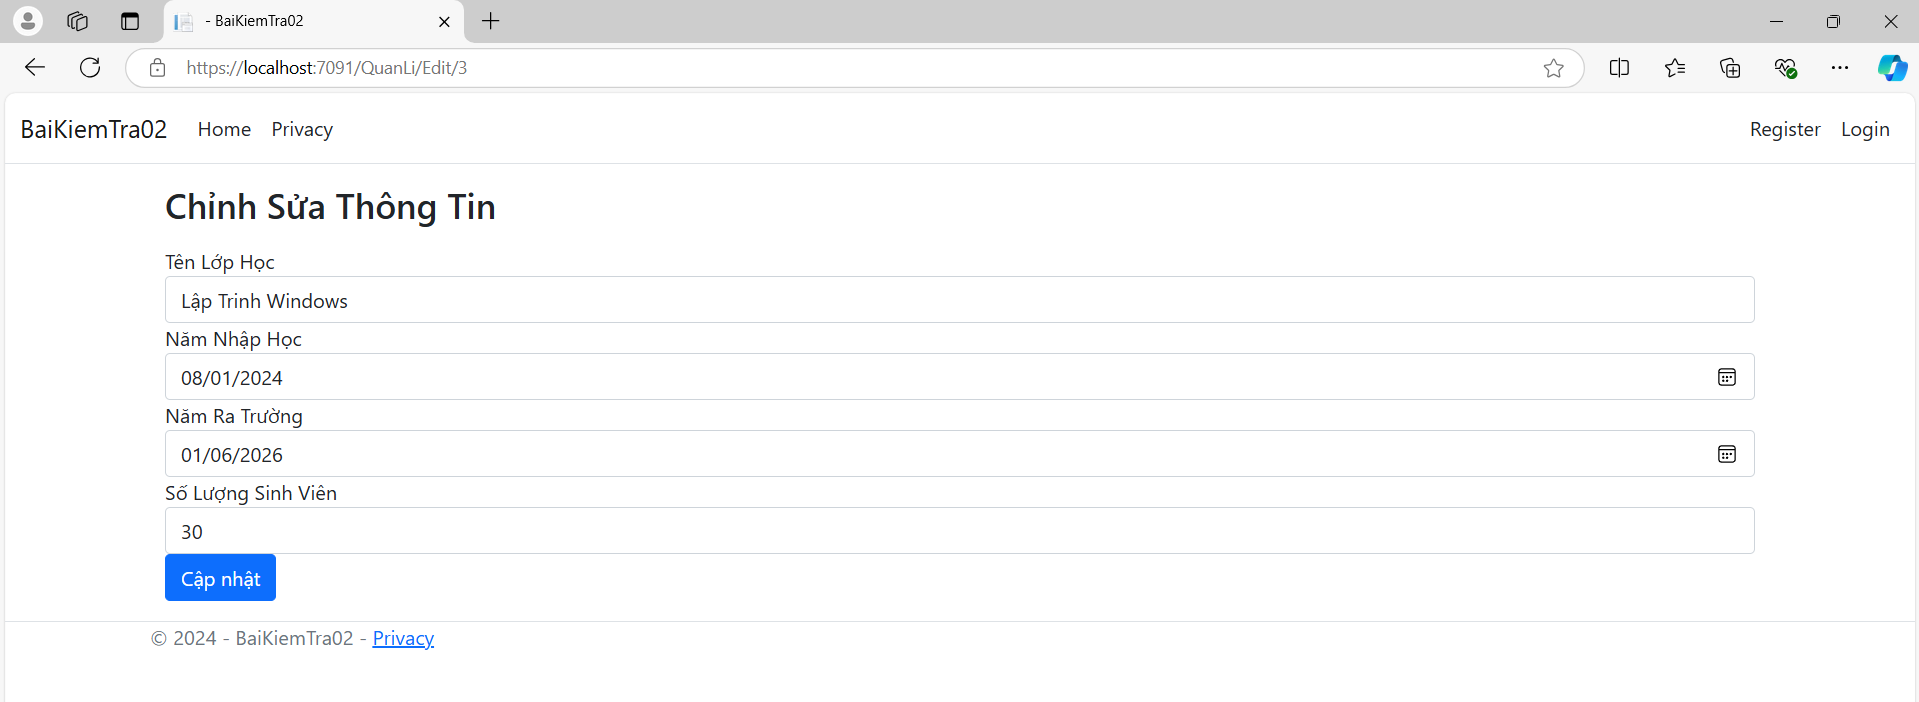 - BaiKiemTra02
https://localhost:7091/QuanLi/Edit/3
BaiKiemTra02 Home Privacy Register Login
Chỉnh Sửa Thông Tin
Tên Lớp Học
Lập Trinh Windows
Năm Nhập Học
08/01/2024
Năm Ra Trường
01/06/2026
Số Lượng Sinh Viên
30
Cập nhật
© 2024 - BaiKiemTra02 - Privacy